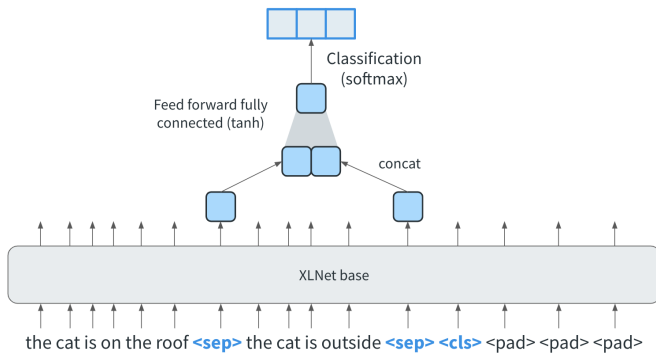 Classification
(softmax)
Feed forward fully
connected (tanh)
concat
XLNet base
the cat is on the roof <sep> the cat is outside <sep> <cls> <pad> <pad> <pad>